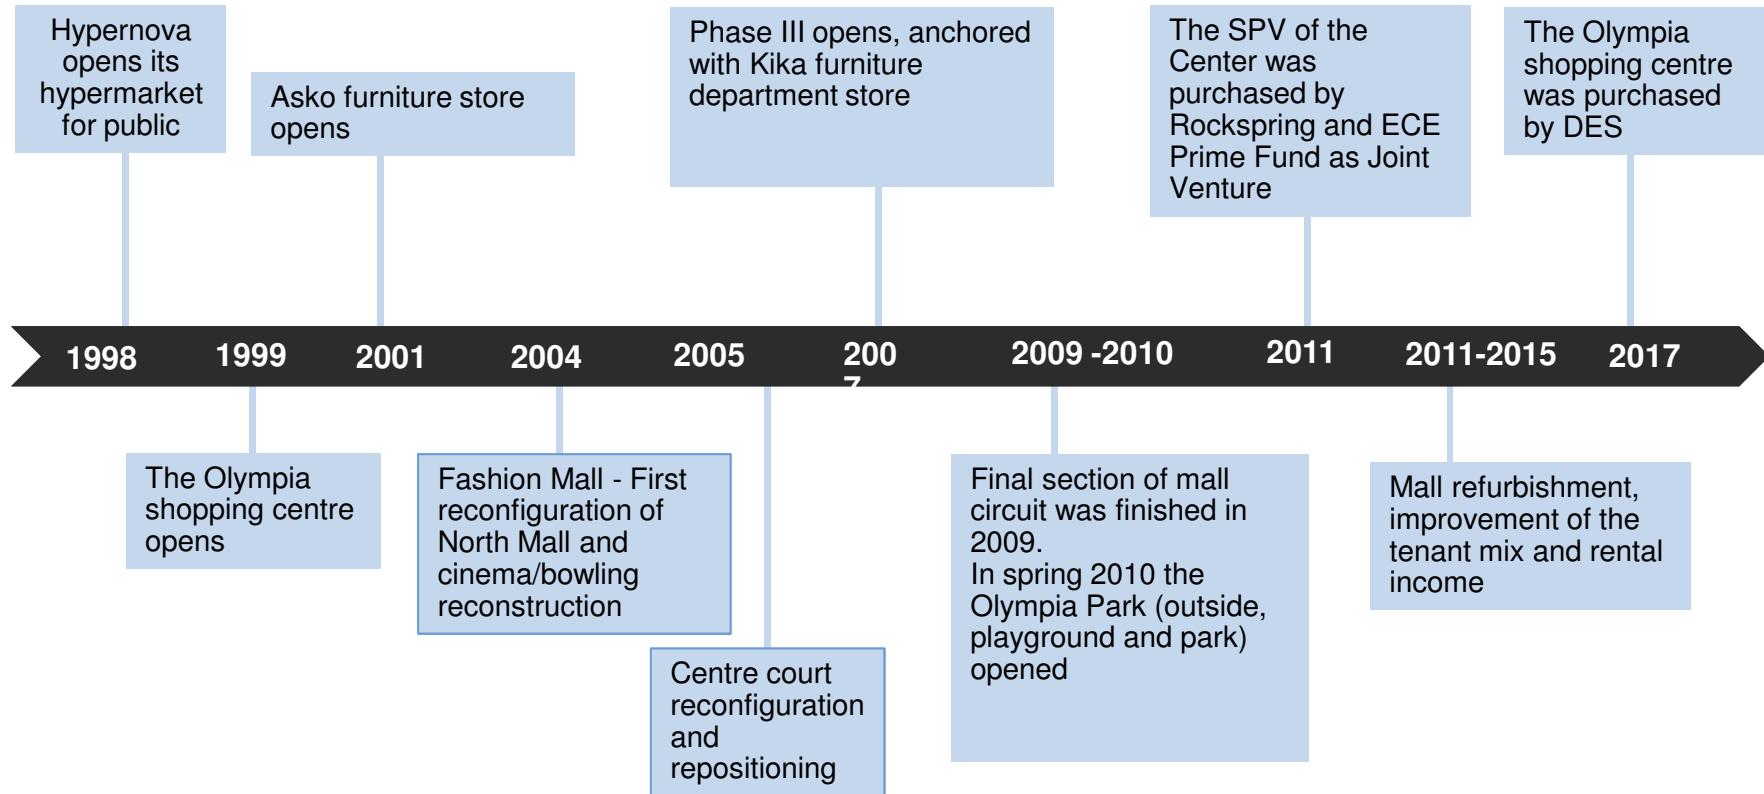 Hypernova
opens its
hypermarket
for public
Asko furniture store
opens
Phase III opens, anchored
with Kika furniture
department store
The SPV of the
Center was
purchased by
Rockspring and ECE
Prime Fund as Joint
Venture
The Olympia
shopping centre
was purchased
by DES
1998
1999
2001
2004
2005
200
7
2009 -2010
2011
2011-2015
2017
The Olympia
shopping centre
opens
Fashion Mall - First
reconfiguration of
North Mall and
cinema/bowling
reconstruction
Centre court
reconfiguration
and
repositioning
Final section of mall
circuit was finished in
2009.
In spring 2010 the
Olympia Park (outside,
playground and park)
opened
Mall refurbishment,
improvement of the
tenant mix and rental
income